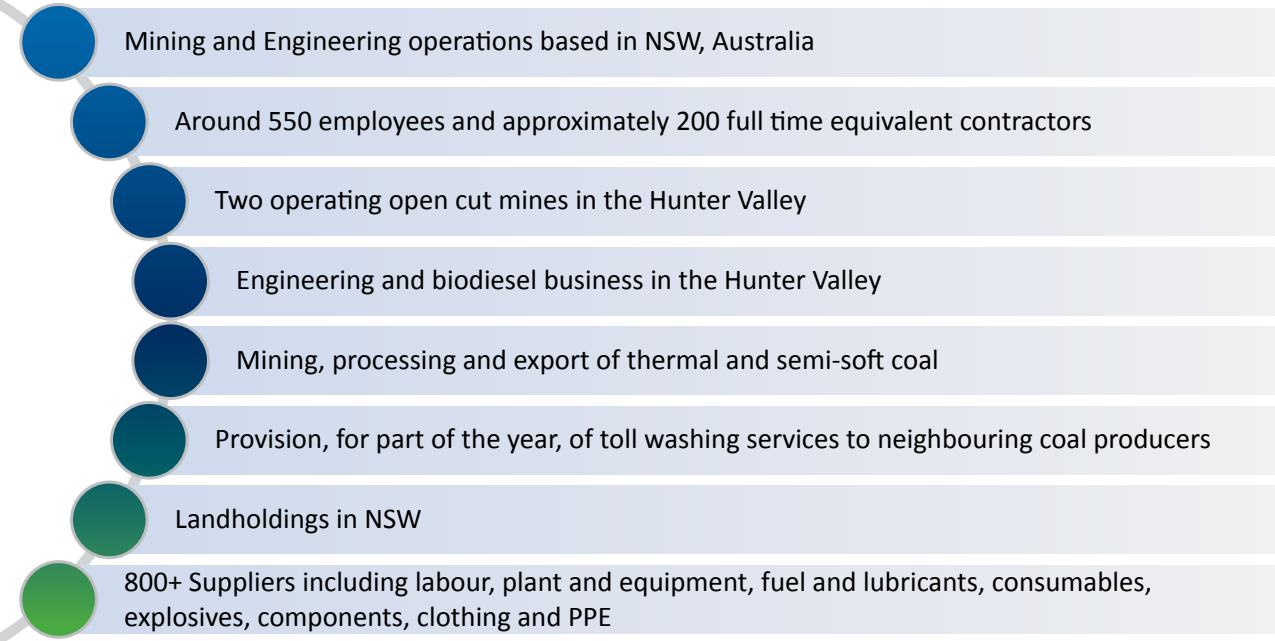 Mining and Engineering operations based in NSW, Australia
Around 550 employees and approximately 200 full time equivalent contractors
Two operating open cut mines in the Hunter Valley
Engineering and biodiesel business in the Hunter Valley
Mining, processing and export of thermal and semi-soft coal
Provision, for part of the year, of toll washing services to neighbouring coal producers
Landholdings in NSW
800+ Suppliers including labour, plant and equipment, fuel and lubricants, consumables,
explosives, components, clothing and PPE